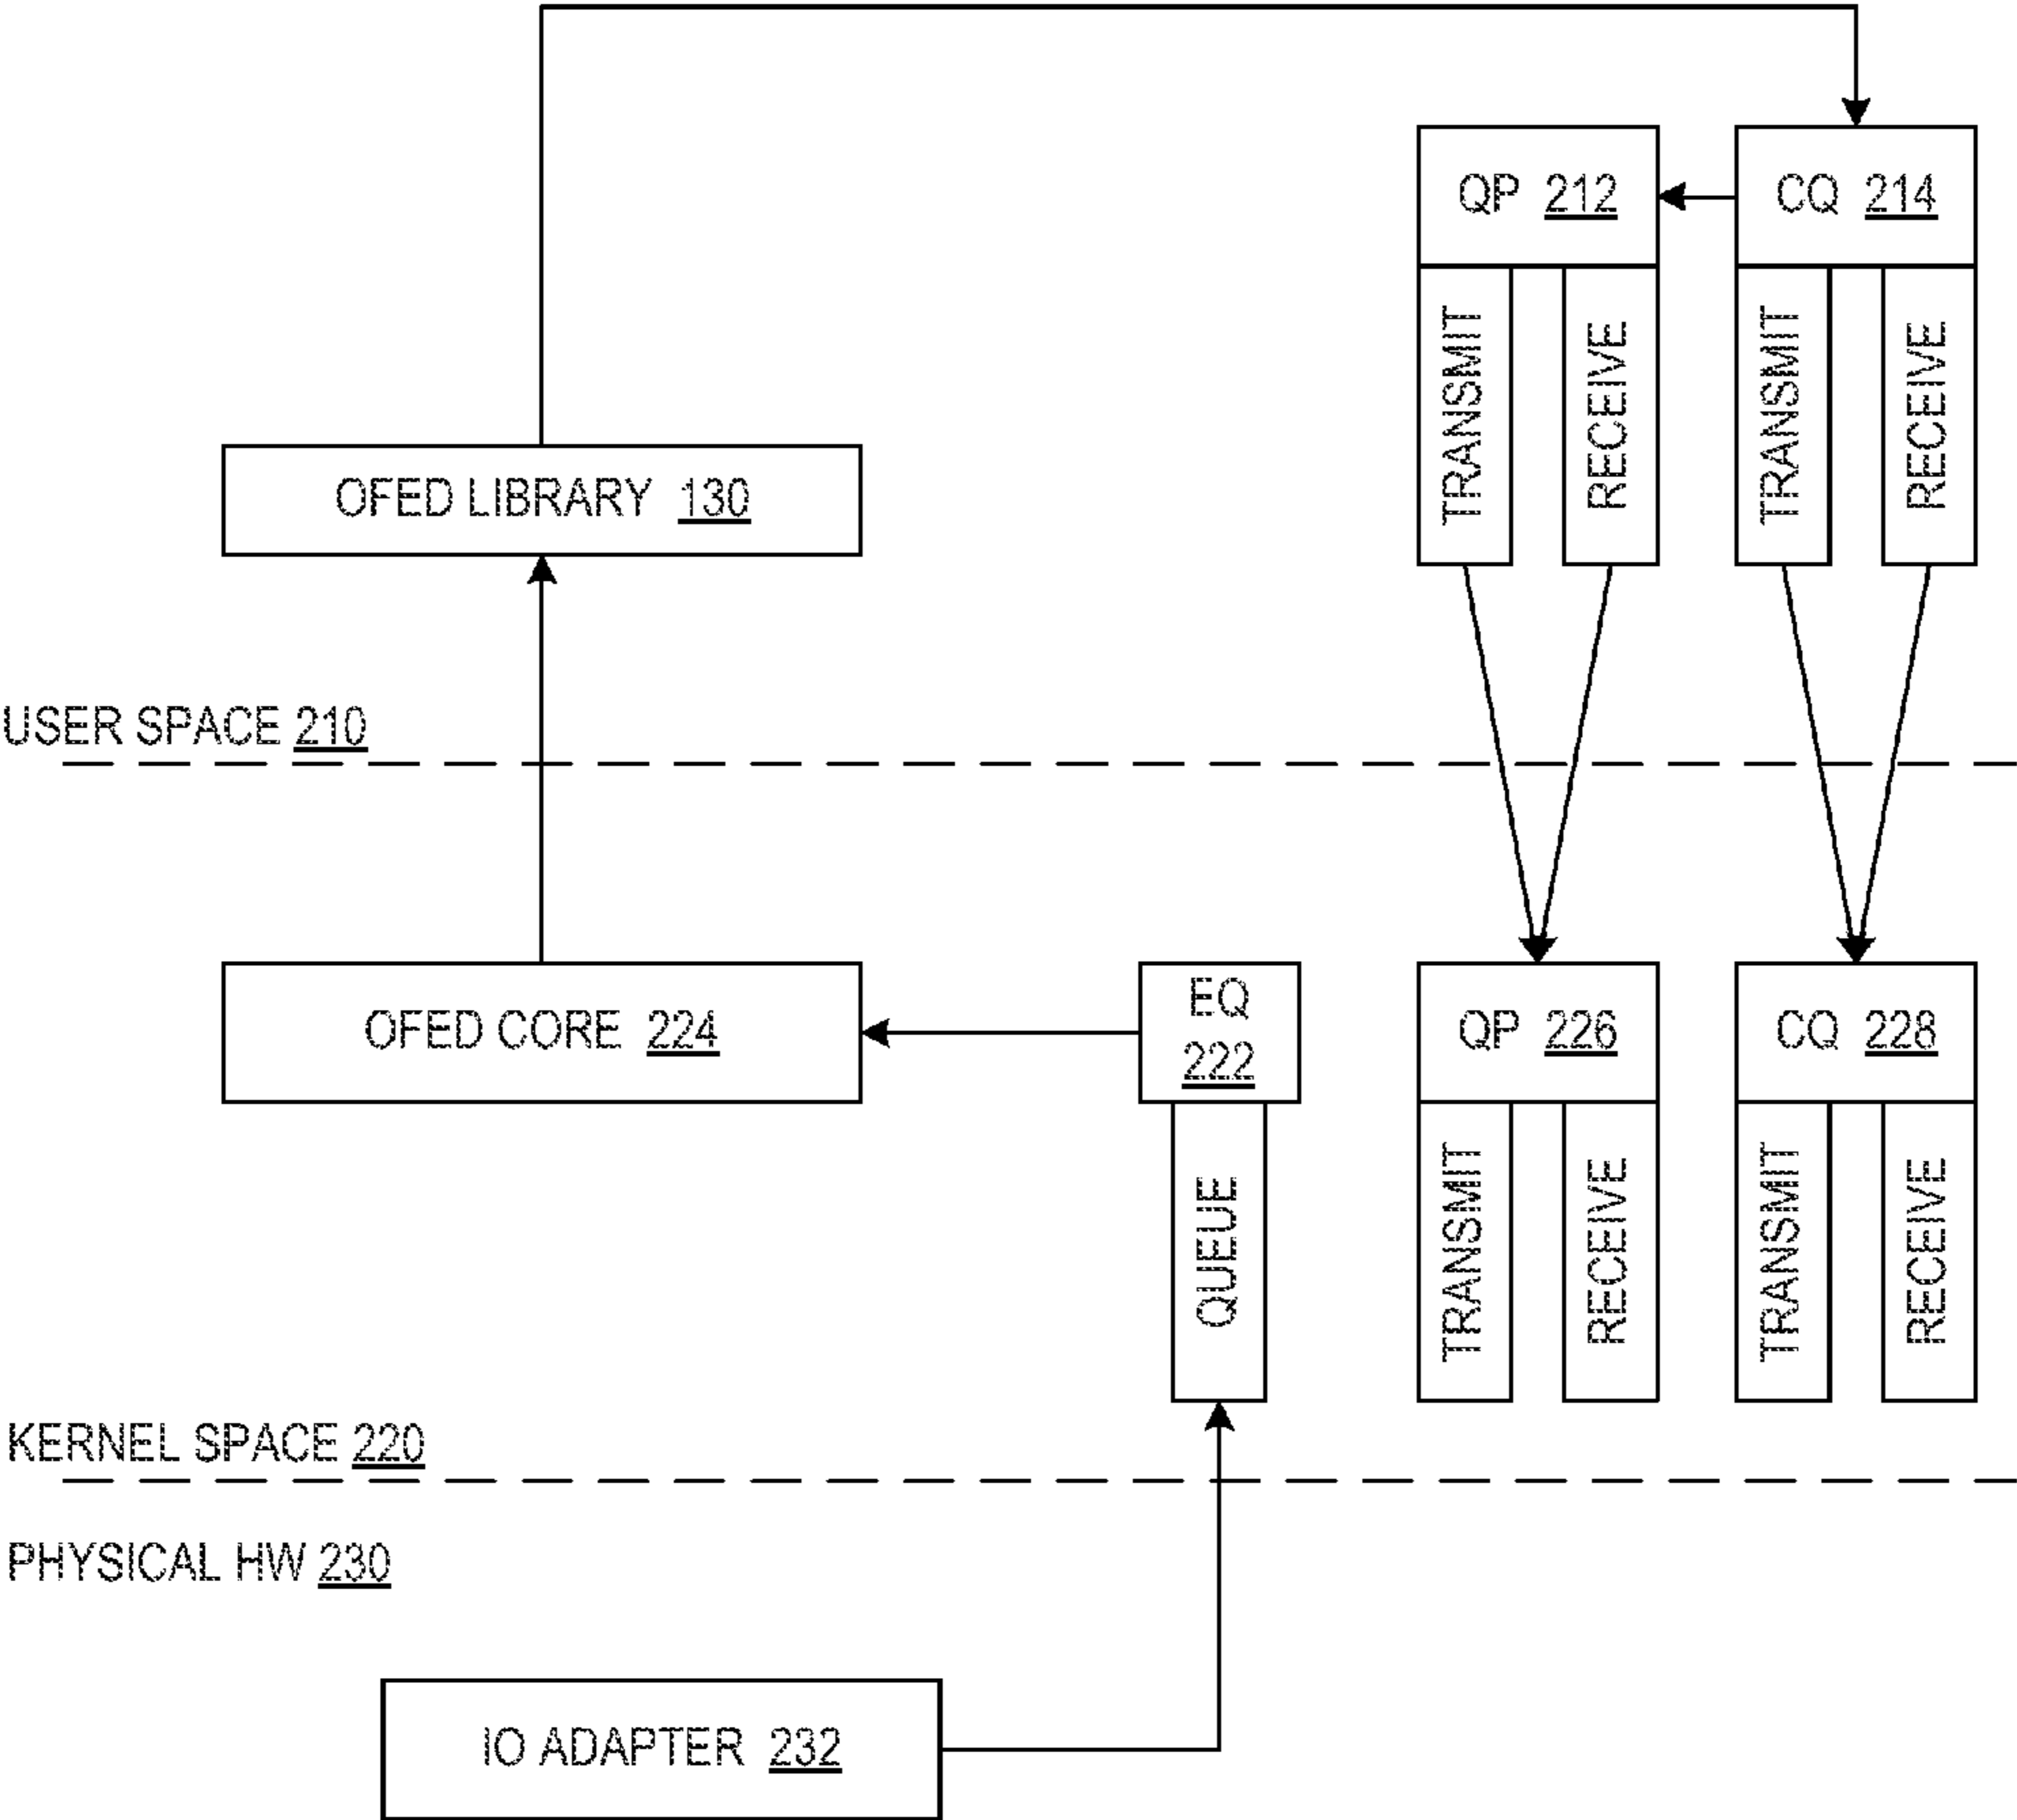 QP 212
CQ 214
TRANSMIT
RECEIVE
TRANSMIT
RECEIVE
OFED LIBRARY 130
USER SPACE 210
OFED CORE 224
EQ
222
QP 226
CQ 228
QUEUE
TRANSMIT
RECEIVE
TRANSMIT
RECEIVE
KERNEL SPACE 220
PHYSICAL HW 230
IO ADAPTER 232